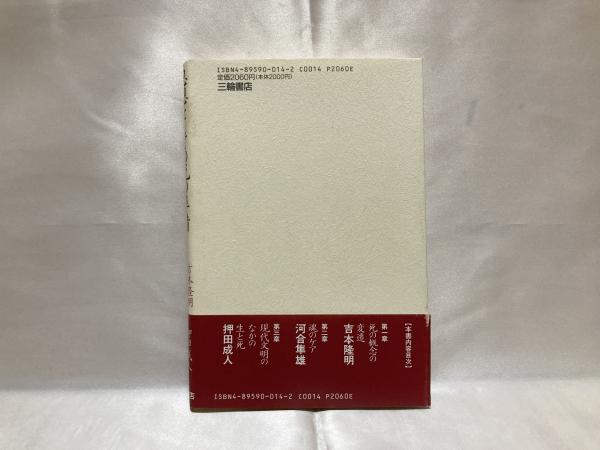 ISBN4-89590-014-2 C0014 P2060E
定価2060円(本体2000円)
三輪書店
【本書内容目次】
第一章
死の概念の
変遷
吉本隆明
第二章
魂のケア
河合隼雄
第三章
現代文明の
なかの
生と死
押田成人
ISBN4-89590-014-2 C0014 P2060E